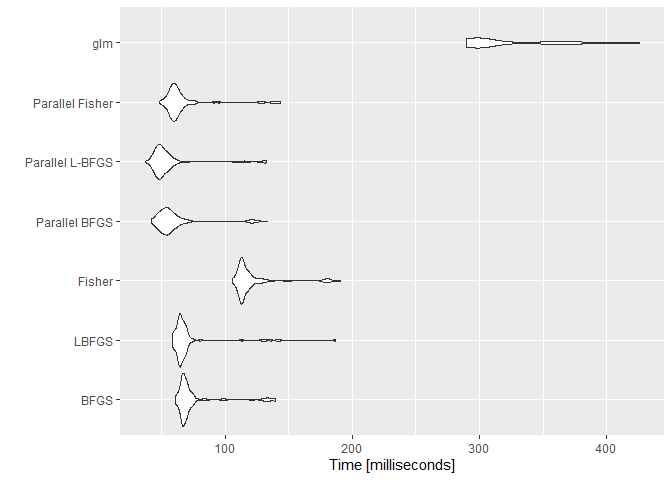 glm
Parallel Fisher
Parallel L-BFGS
Parallel BFGS
Fisher
LBFGS
BFGS
100 200 300 400
Time [milliseconds]